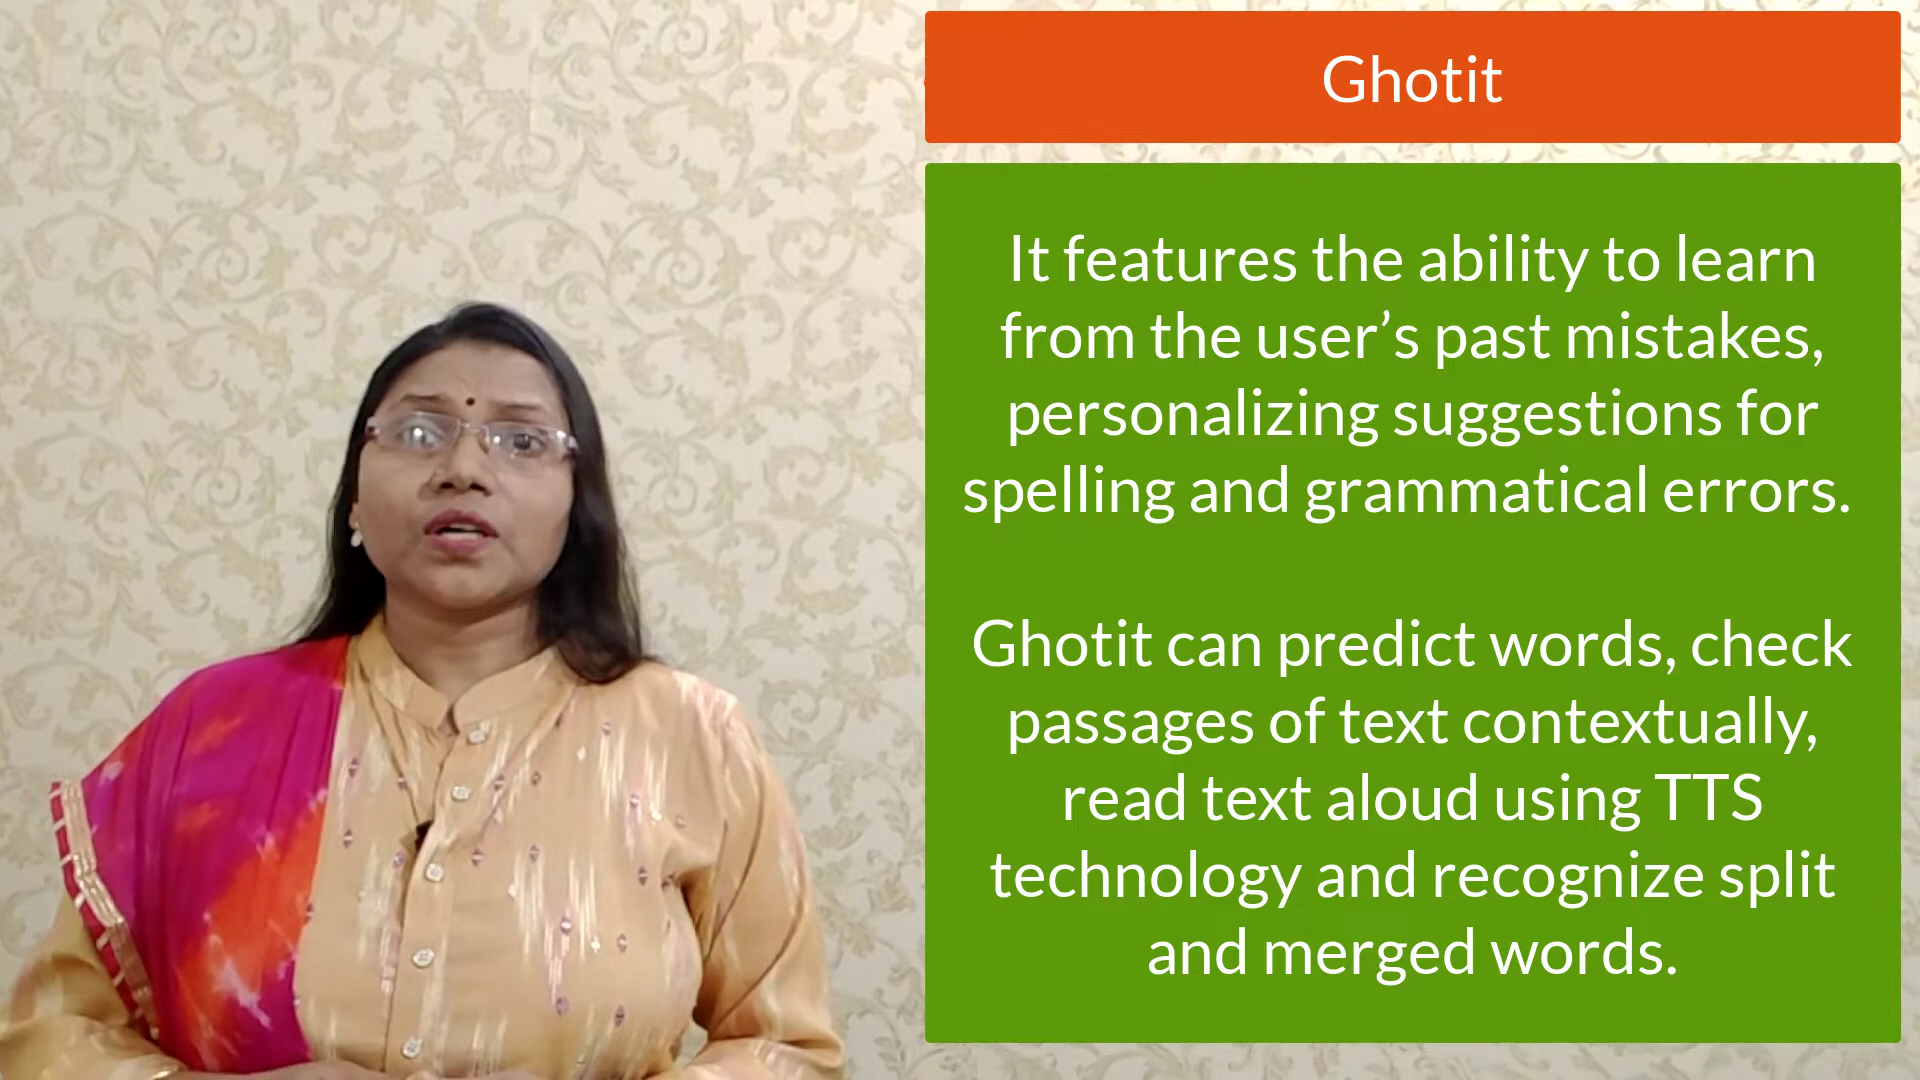 Ghotit
It features the ability to learn
from the user’s past mistakes,
personalizing suggestions for
spelling and grammatical errors.
Ghotit can predict words, check
passages of text contextually,
read text aloud using TTS
technology and recognize split
and merged words.